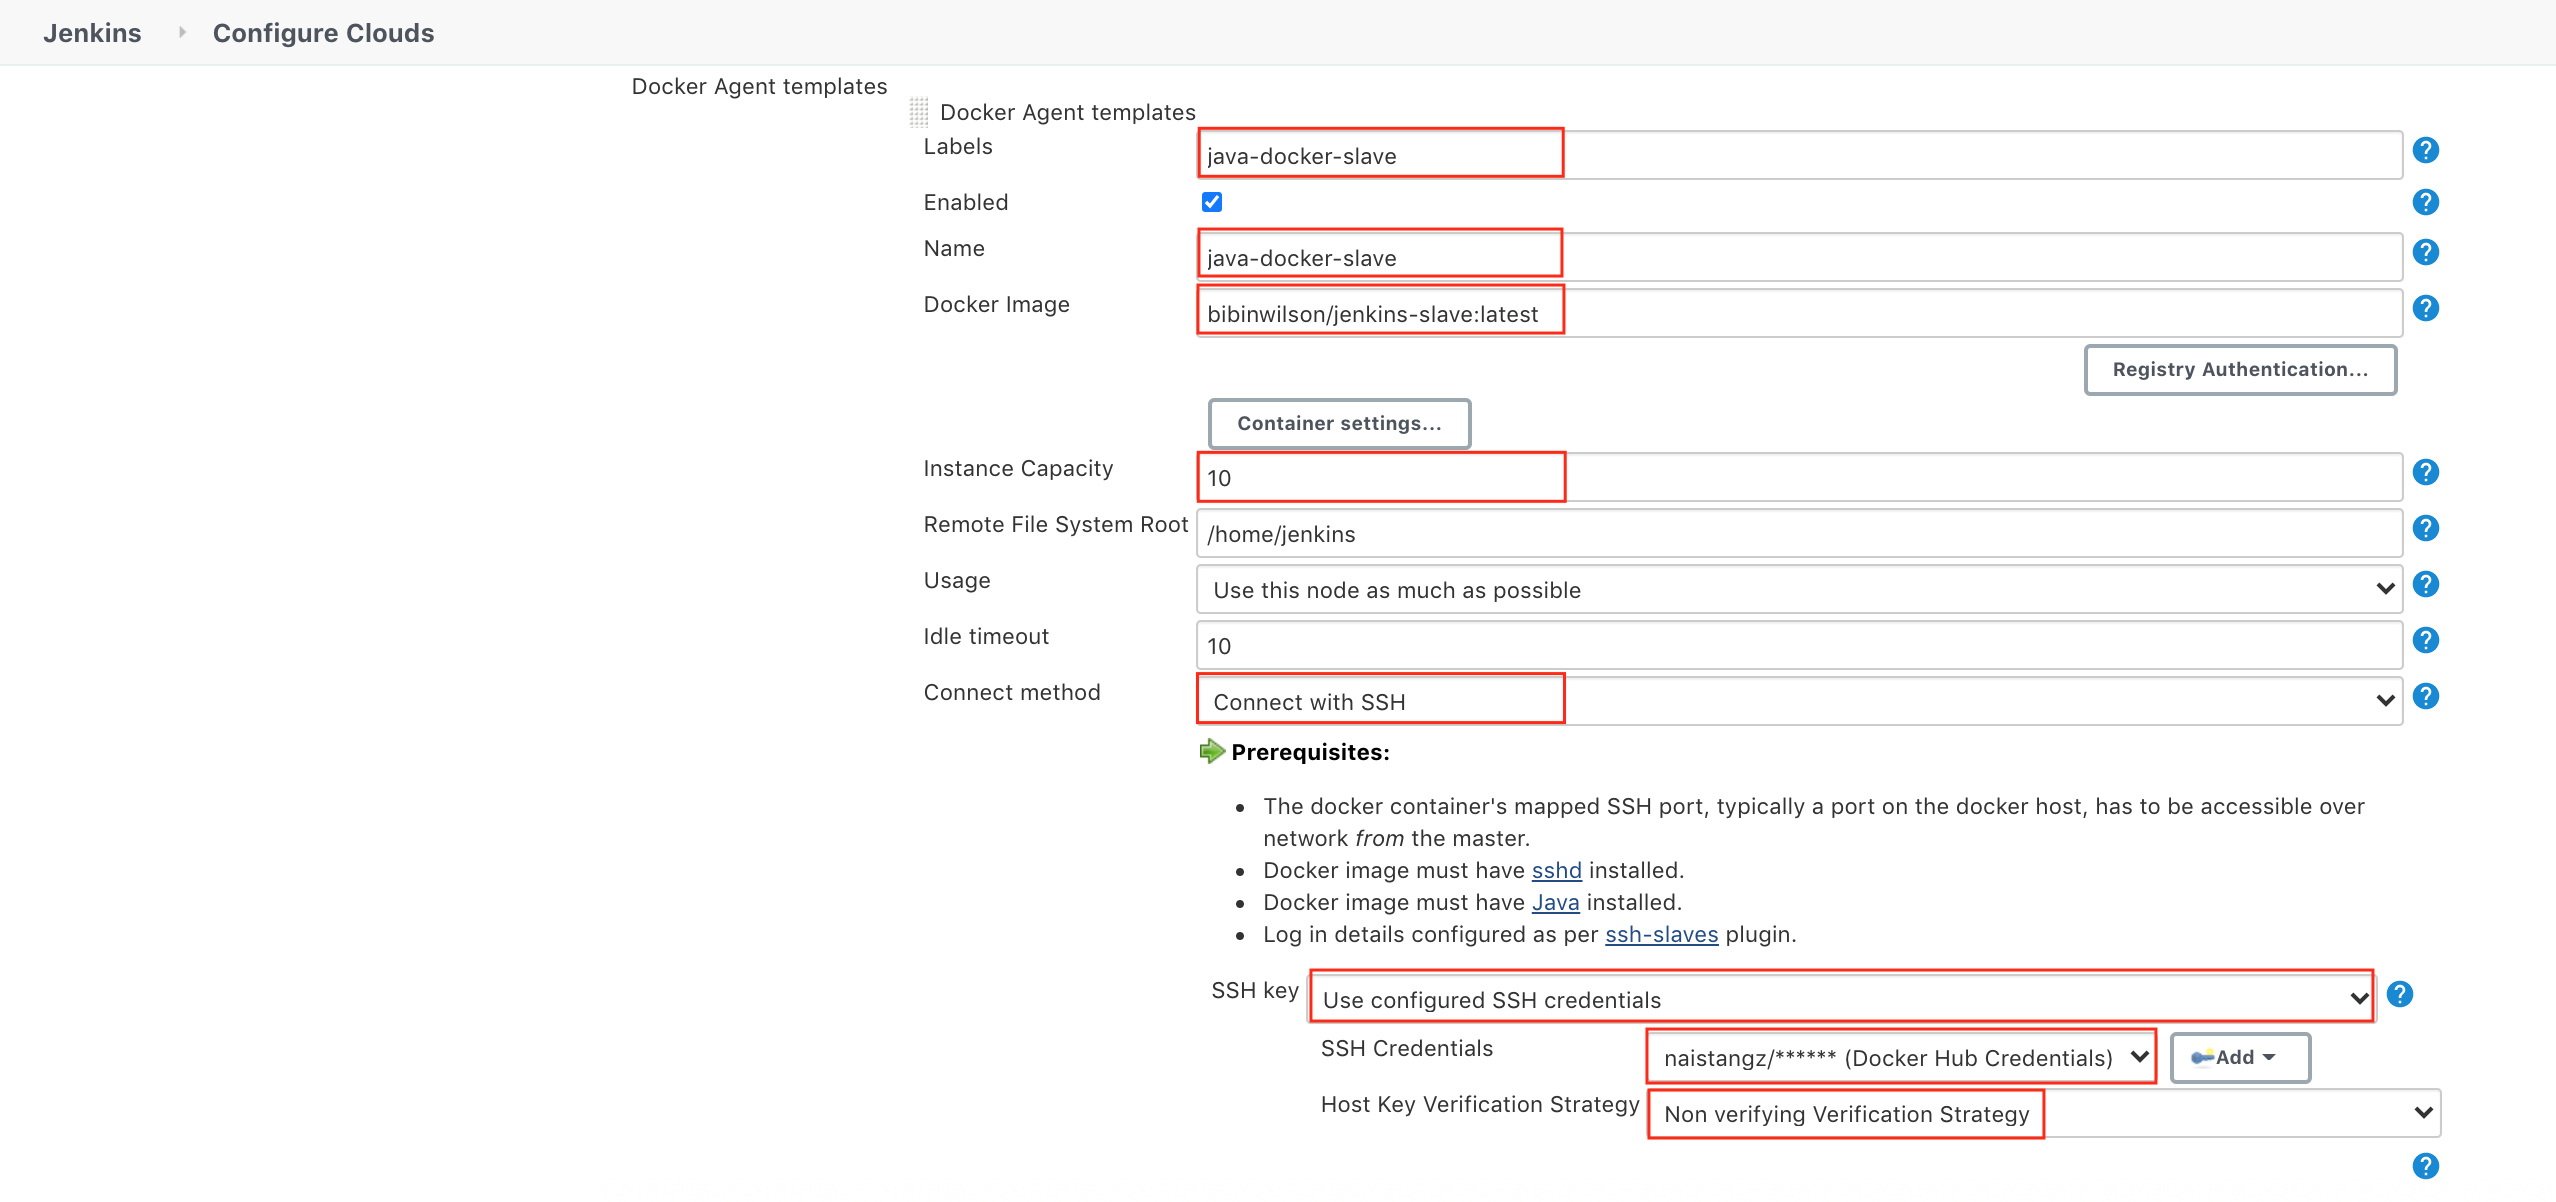 Jenkins Configure Clouds
Docker Agent templates
Docker Agent templates
Labels java-docker-slave ?
Enabled ?
Name java-docker-slave ?
Docker Image bibinwilson/jenkins-slave:latest ?
Registry Authentication...
Container settings...
Instance Capacity 10 ?
Remote File System Root /home/jenkins ?
Usage Use this node as much as possible ?
Idle timeout 10 ?
Connect method Connect with SSH ?
Prerequisites:
The docker container's mapped SSH port, typically a port on the docker host, has to be accessible over
network from the master.
Docker image must have sshd installed.
Docker image must have Java installed.
Log in details configured as per ssh-slaves plugin.
SSH key Use configured SSH credentials ?
SSH Credentials naistangz/****** (Docker Hub Credentials) Add
Host Key Verification Strategy Non verifying Verification Strategy
?